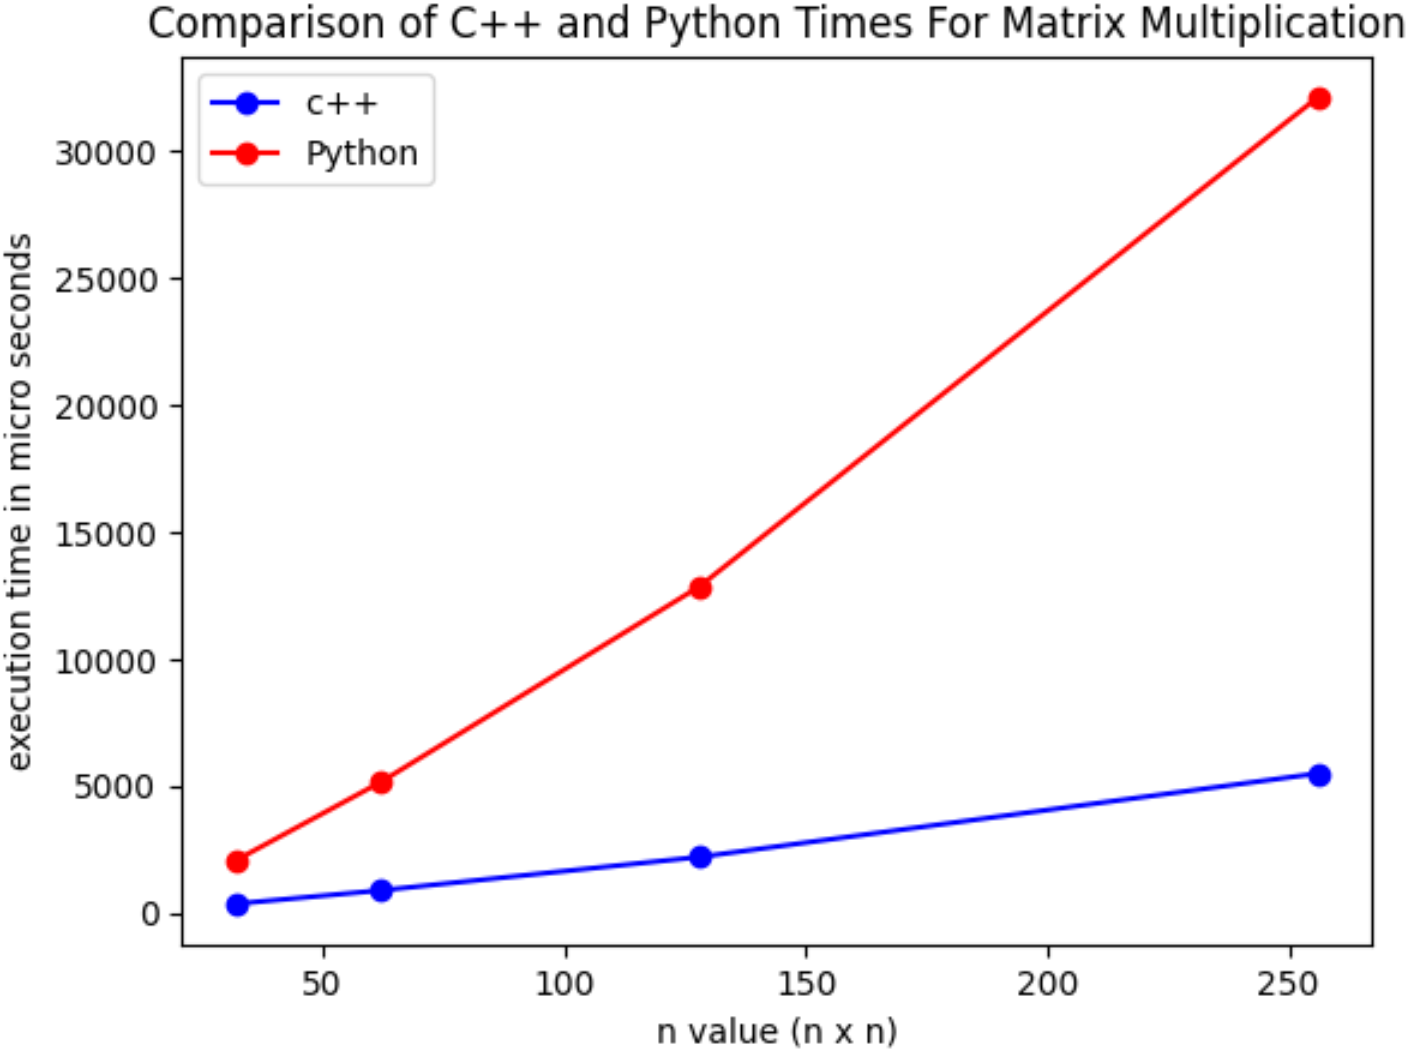 Comparison of C++ and Python Times For Matrix Multiplication
c++
Python
30000
25000
20000
15000
10000
5000
0
execution time in micro seconds
50 100 150 200 250
n value (n x n)